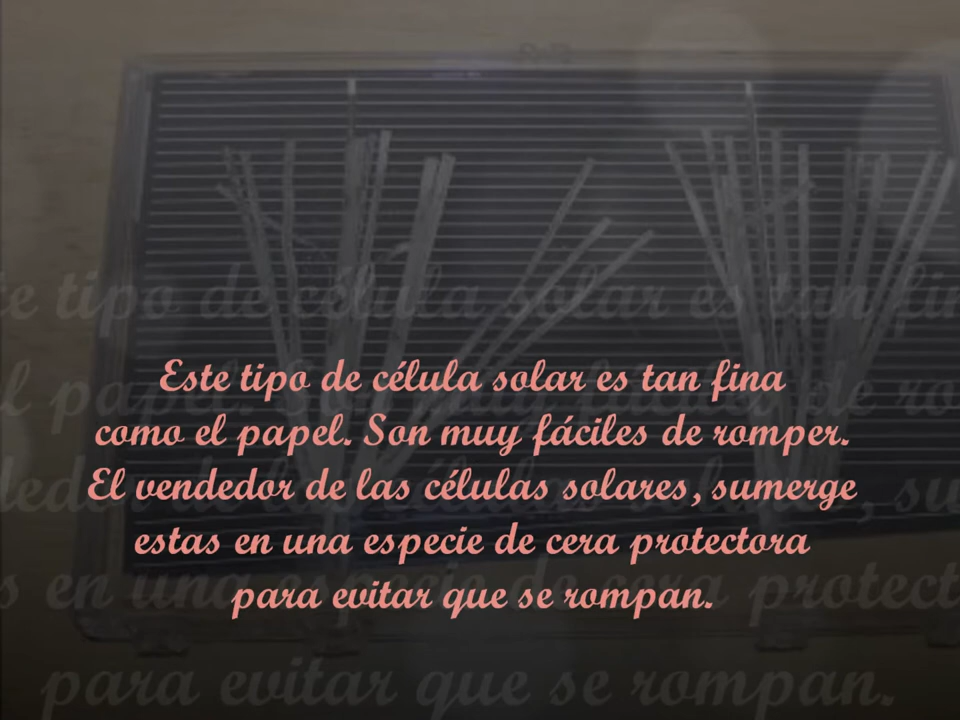 Este tipo de célula solar es tan fina
como el papel. Son muy fáciles de romper.
El vendedor de las células solares, sumerge
estas en una especie de cera protectora
para evitar que se rompan.